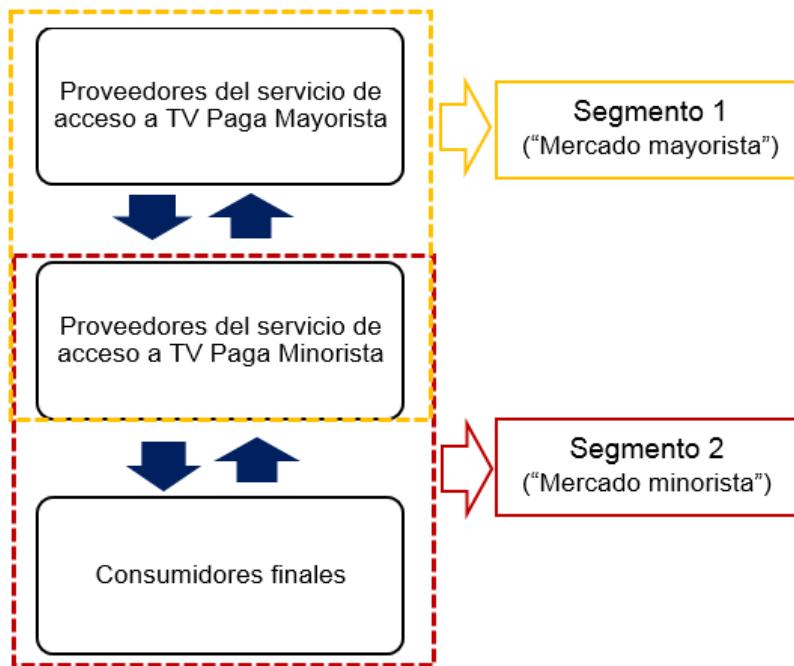 Proveedores del servicio de
acceso a TV Paga Mayorista
Segmento 1
(“Mercado mayorista”)
Proveedores del servicio de
acceso a TV Paga Minorista
Segmento 2
(“Mercado minorista”)
Consumidores finales